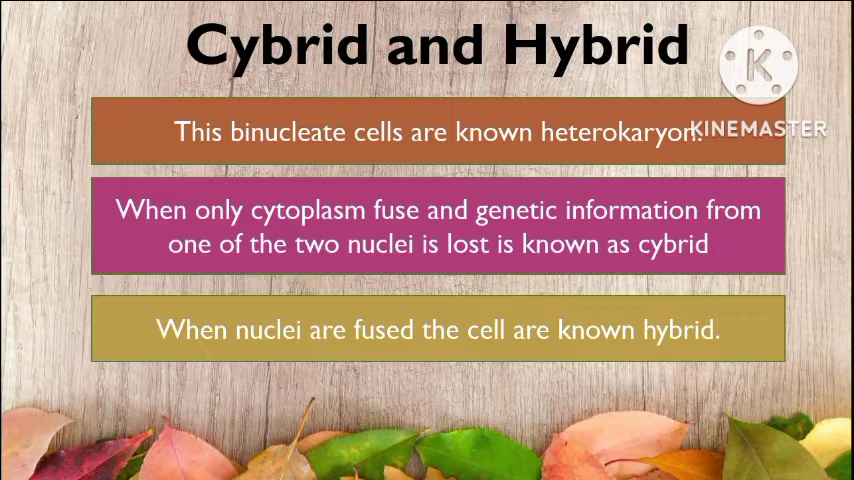 Cybrid and Hybrid
K
KINEMASTER
This binucleate cells are known heterokaryon.
When only cytoplasm fuse and genetic information from
one of the two nuclei is lost is known as cybrid
When nuclei are fused the cell are known hybrid.